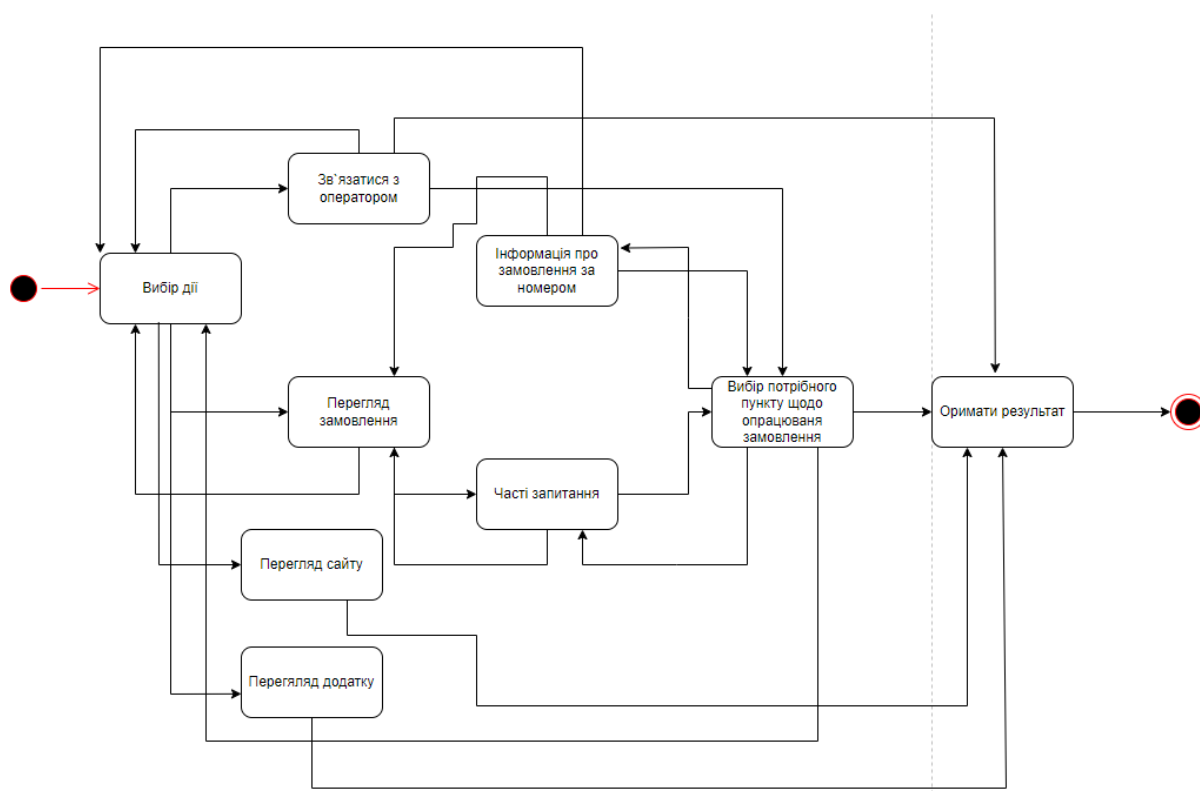 Зв`язатися з
оператором
Інформація про
замовлення за
номером
Вибір дії
Перегляд
замовлення
Вибір потрібного
пункту щодо
опрацюваня
замовлення
Оримати результат
Часті запитання
Перегляд сайту
Перегяляд додатку